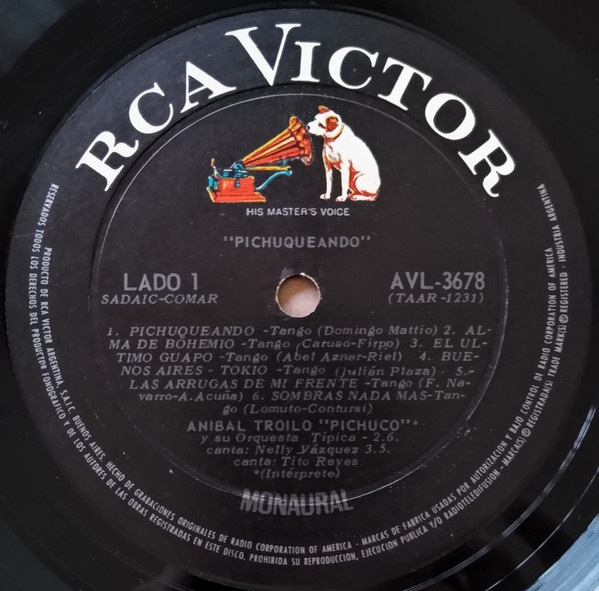 RCA VICTOR
HIS MASTER'S VOICE
"PICHUQUEANDO"
LADO 1
SADAIC-COMAR
AVL-3678
(TAAR-1231)
1. PICHUQUEANDO -Tango (Domingo Mattio) 2. AL-
MA DE BOHEMIO -Tango (Caruso-Firpo) 3. EL UL-
TIMO GUAPO -Tango (Abel Aznar-Riel) 4. BUE-
NOS AIRES - TOKIO -Tango (Julián Plaza) 5.-
LAS ARRUGAS DE MI FRENTE -Tango (F. Na-
varro-A.Acuña) 6. SOMBRAS NADA MAS-Tan-
go (Lomuto-Contursi)
ANIBAL TROILO "PICHUCO"*
y su Orquesta Típica - 2.6.
canta: Nelly Vázquez 3.5.
canta: Tito Reyes
*(Intérprete)
MONAURAL
PRODUCTO DE RCA VICTOR ARGENTINA, S.A.I.C. BUENOS AIRES. HECHO DE GRABACIONES ORIGINALES DE RADIO CORPORATION OF AMERICA - MARCAS DE FABRICA USADAS POR AUTORIZACION Y BAJO CONTROL DE RADIO CORPORATION OF AMERICA
RESERVADOS TODOS LOS DERECHOS DEL PRODUCTOR FONOGRAFICO Y DE LOS AUTORES DE LAS OBRAS REGISTRADAS EN ESTE DISCO. PROHIBIDA SU REPRODUCCION, EJECUCION PUBLICA Y/O RADIOTELEDIFUSION - MARCA(S) ® REGISTRADA(S) TRADE MARK(S) ® REGISTERED - INDUSTRIA ARGENTINA